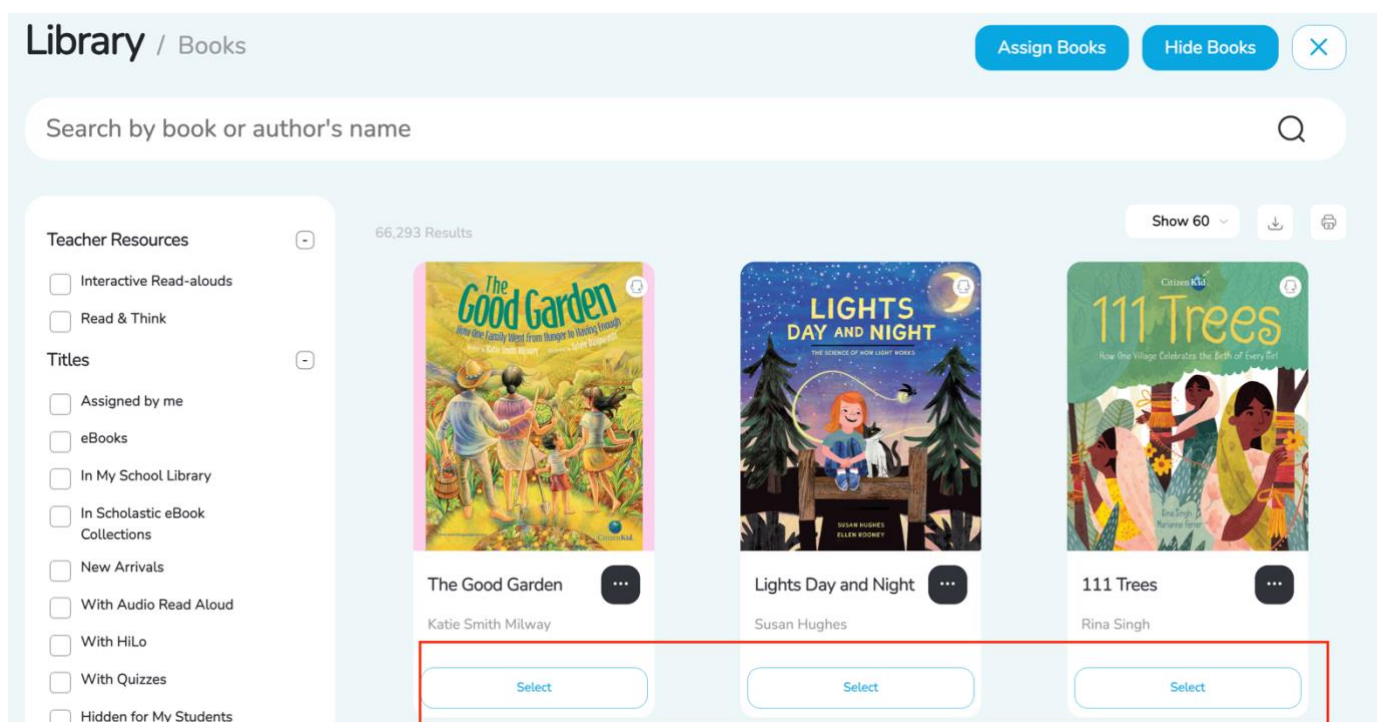 Library / Books
Assign Books
Hide Books
Search by book or author's name
Teacher Resources
Interactive Read-alouds
Read & Think
Titles
Assigned by me
eBooks
In My School Library
In Scholastic eBook
Collections
New Arrivals
With Audio Read Aloud
With HiLo
With Quizzes
Hidden for My Students
66,293 Results
Show 60
The
Good Garden
How One Family Went from Hunger to Having Enough
Katie Smith Milway
CitizenKid
The Good Garden
Katie Smith Milway
Select
LIGHTS
DAY AND NIGHT
THE SCIENCE OF HOW LIGHT WORKS
SUSAN HUGHES
ELLEN ROONEY
Lights Day and Night
Susan Hughes
Select
CitizenKid
111 Trees
How One Village Celebrates the Birth of Every Girl
Rina Singh
Marianne Ferrer
111 Trees
Rina Singh
Select